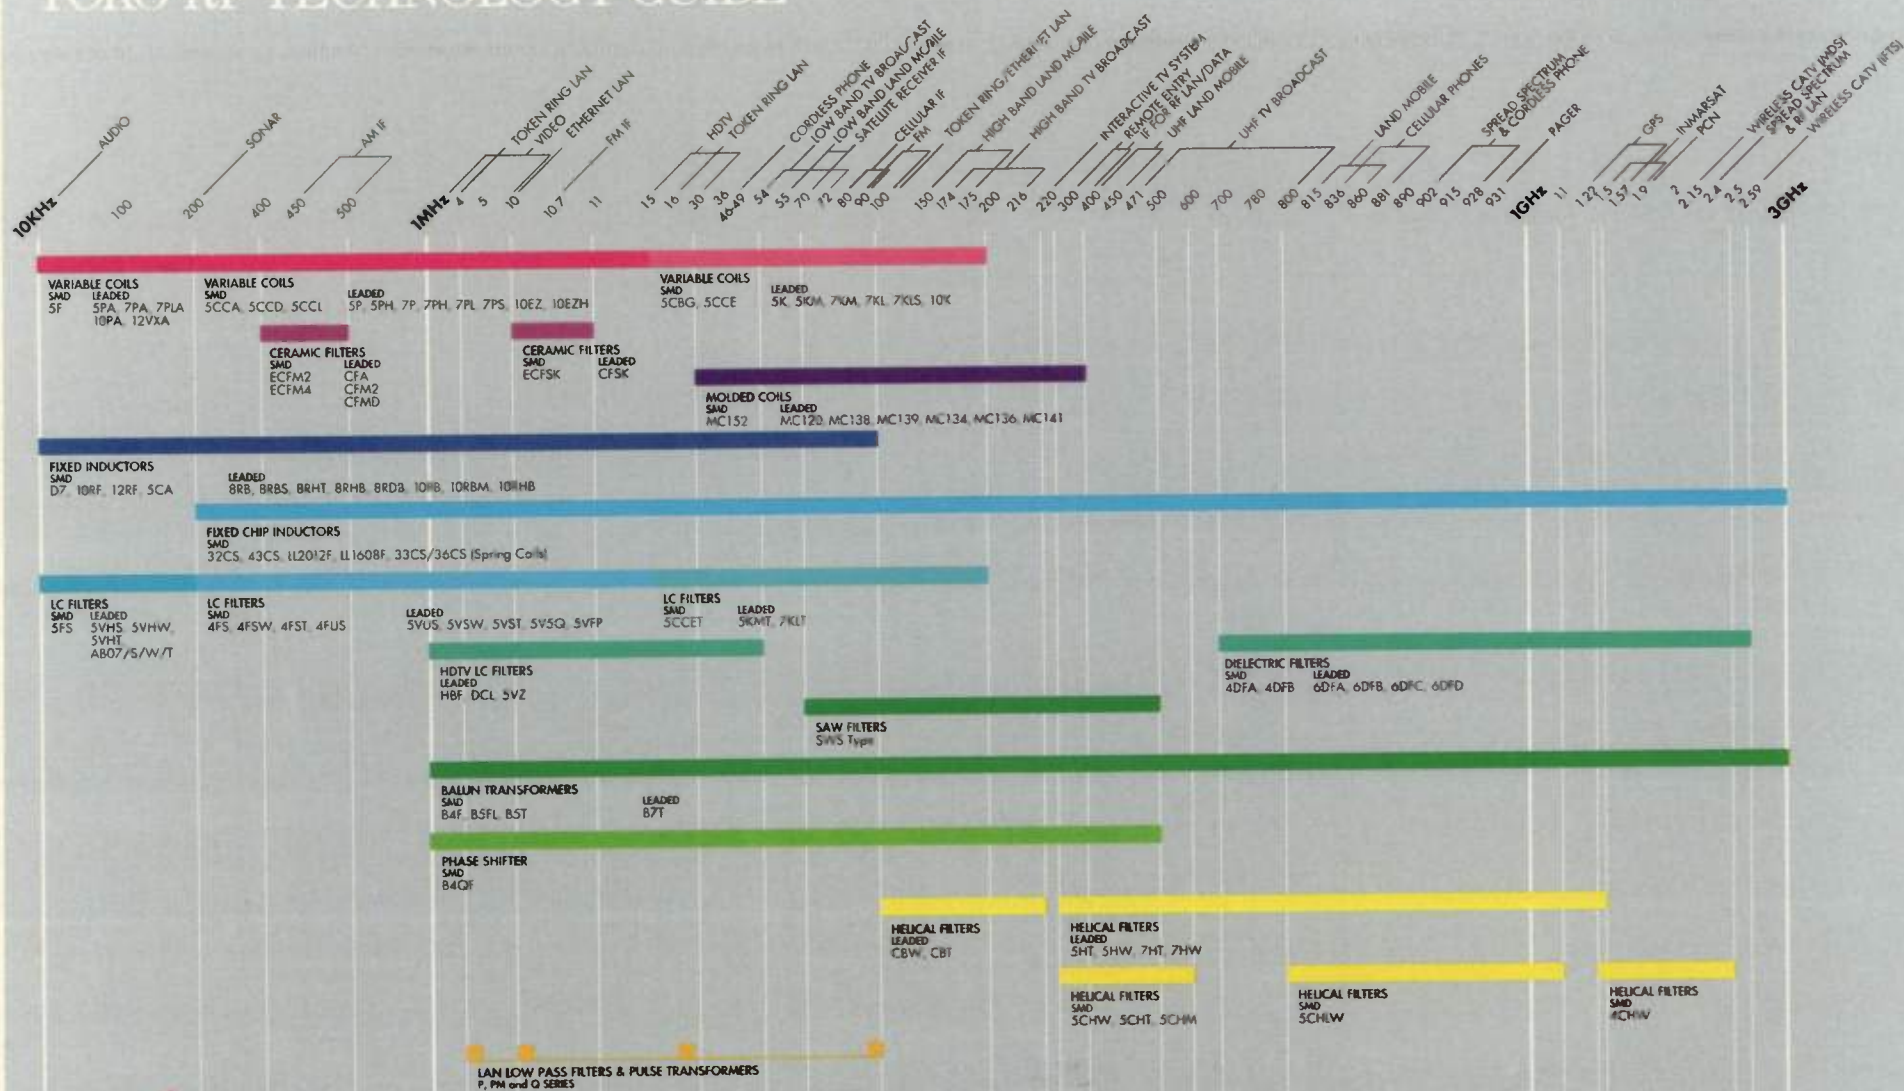 TOKO RF TECHNOLOGY GUIDE
AUDIO
SONAR
AM IF
TOKEN RING LAN
VIDEO
ETHERNET LAN
FM IF
HDTV
TOKEN RING LAN
CORDLESS PHONE
LOW BAND TV BROADCAST
LOW BAND LAND MOBILE
SATELLITE RECEIVER IF
CELLULAR IF
FM
TOKEN RING/ETHERNET LAN
HIGH BAND LAND MOBILE
HIGH BAND TV BROADCAST
INTERACTIVE TV SYSTEM
REMOTE ENTRY
IF FOR RF LAN/DATA
UHF LAND MOBILE
UHF TV BROADCAST
LAND MOBILE
CELLULAR PHONES
SPREAD SPECTRUM
& CORDLESS PHONE
PAGER
GPS
INMARSAT
PCN
WIRELESS CATV (MDS)
SPREAD SPECTRUM
& RF LAN
WIRELESS CATV (IFTS)
10KHz 100 200 400 450 500 1MHz 4 5 10 10.7 11 15 16 30 36 46-49 54 55 70 72 80 90 100 150 174 175 200 216 220 300 400 450 471 500 600 700 780 800 815 836 860 881 890 902 915 928 931 1GHz 1.1 1.22 1.5 1.57 1.9 2 2.15 2.4 2.5 2.59 3GHz
VARIABLE COILS
SMD LEADED
5F 5PA, 7PA, 7PLA
10PA, 12VXA
VARIABLE COILS
SMD LEADED
5CCA, 5CCD, 5CCL 5P, 5PH, 7P, 7PH, 7PL, 7PS, 10EZ, 10EZH
VARIABLE COILS
SMD LEADED
5CBG, 5CCE 5K, 5KM, 7KM, 7KL, 7KLS, 10K
CERAMIC FILTERS
SMD LEADED
ECFM2 CFA
ECFM4 CFM2
CFMD
CERAMIC FILTERS
SMD LEADED
ECFSK CFSK
MOLDED COILS
SMD LEADED
MC152 MC120, MC138, MC139, MC134, MC136, MC141
FIXED INDUCTORS
SMD LEADED
D7, 10RF, 12RF, 5CA 8RB, 8RBS, 8RHT, 8RHB, 8RDB, 10RB, 10RBM, 10RHB
FIXED CHIP INDUCTORS
SMD
32CS, 43CS, LL2012F, LL1608F, 33CS/36CS (Spring Coils)
LC FILTERS
SMD LEADED
5FS 5VHS, 5VHW,
5VHT
AB07/S/W/T
LC FILTERS
SMD LEADED
4FS, 4FSW, 4FST, 4FUS 5VUS, 5VSW, 5VST, 5VSQ, 5VFP
LC FILTERS
SMD LEADED
5CCET 5KMT, 7KLT
HDTV LC FILTERS
LEADED
HBF, DCL, 5VZ
DIELECTRIC FILTERS
SMD LEADED
4DFA, 4DFB 6DFA, 6DFB, 6DFC, 6DFD
SAW FILTERS
SWS Type
BALUN TRANSFORMERS
SMD LEADED
B4F, B5FL, B5T B7T
PHASE SHIFTER
SMD
B4QF
HELICAL FILTERS
LEADED
CBW, CBT
HELICAL FILTERS
LEADED
5HT, 5HW, 7HT, 7HW
HELICAL FILTERS
SMD
5CHW, 5CHT, 5CHM
HELICAL FILTERS
SMD
5CHLW
HELICAL FILTERS
SMD
4CHW
LAN LOW PASS FILTERS & PULSE TRANSFORMERS
P, PM and Q SERIES